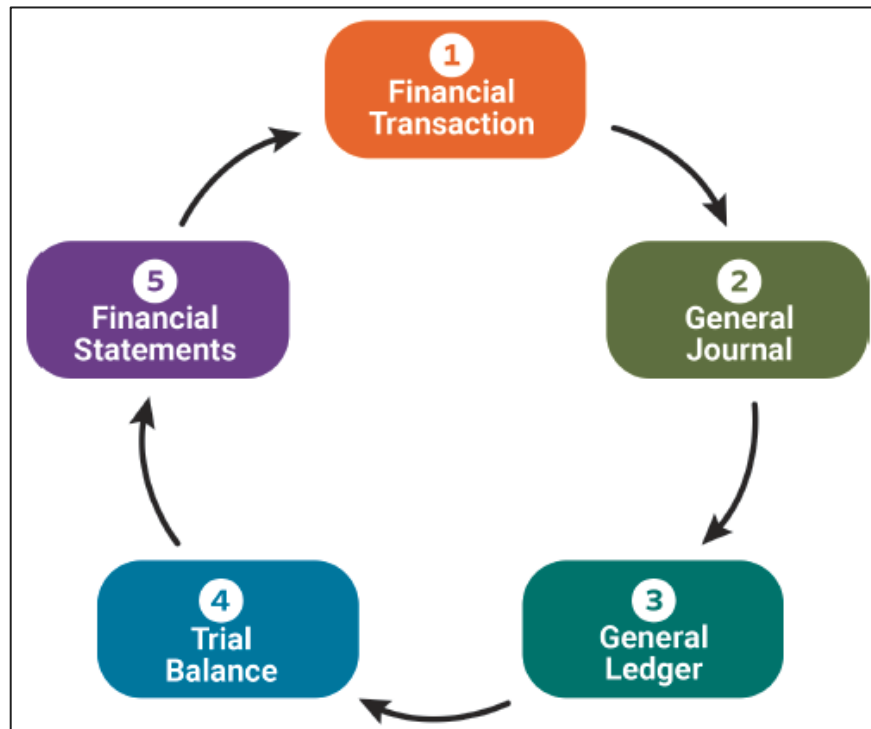 1
Financial
Transaction
2
General
Journal
3
General
Ledger
4
Trial
Balance
5
Financial
Statements